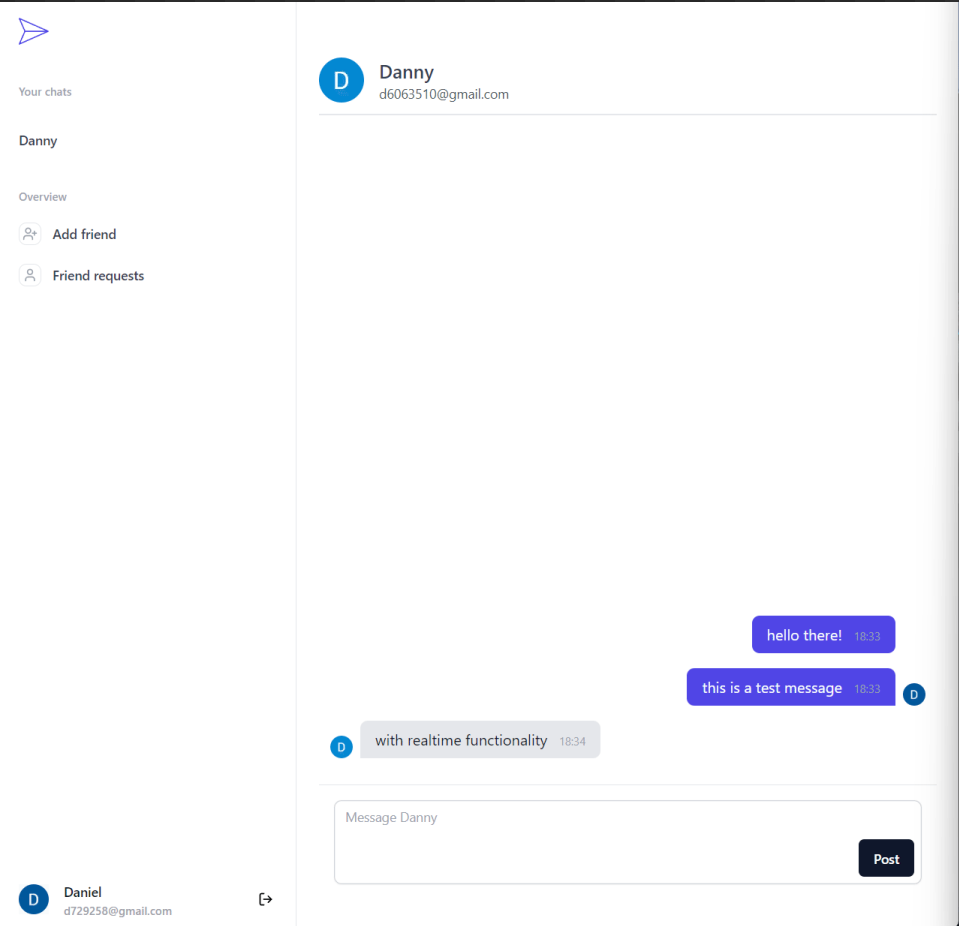 Your chats
Danny
Overview
Add friend
Friend requests
D
Daniel
d729258@gmail.com
D
Danny
d6063510@gmail.com
hello there! 18:33
this is a test message 18:33
D
D
with realtime functionality 18:34
Message Danny
Post